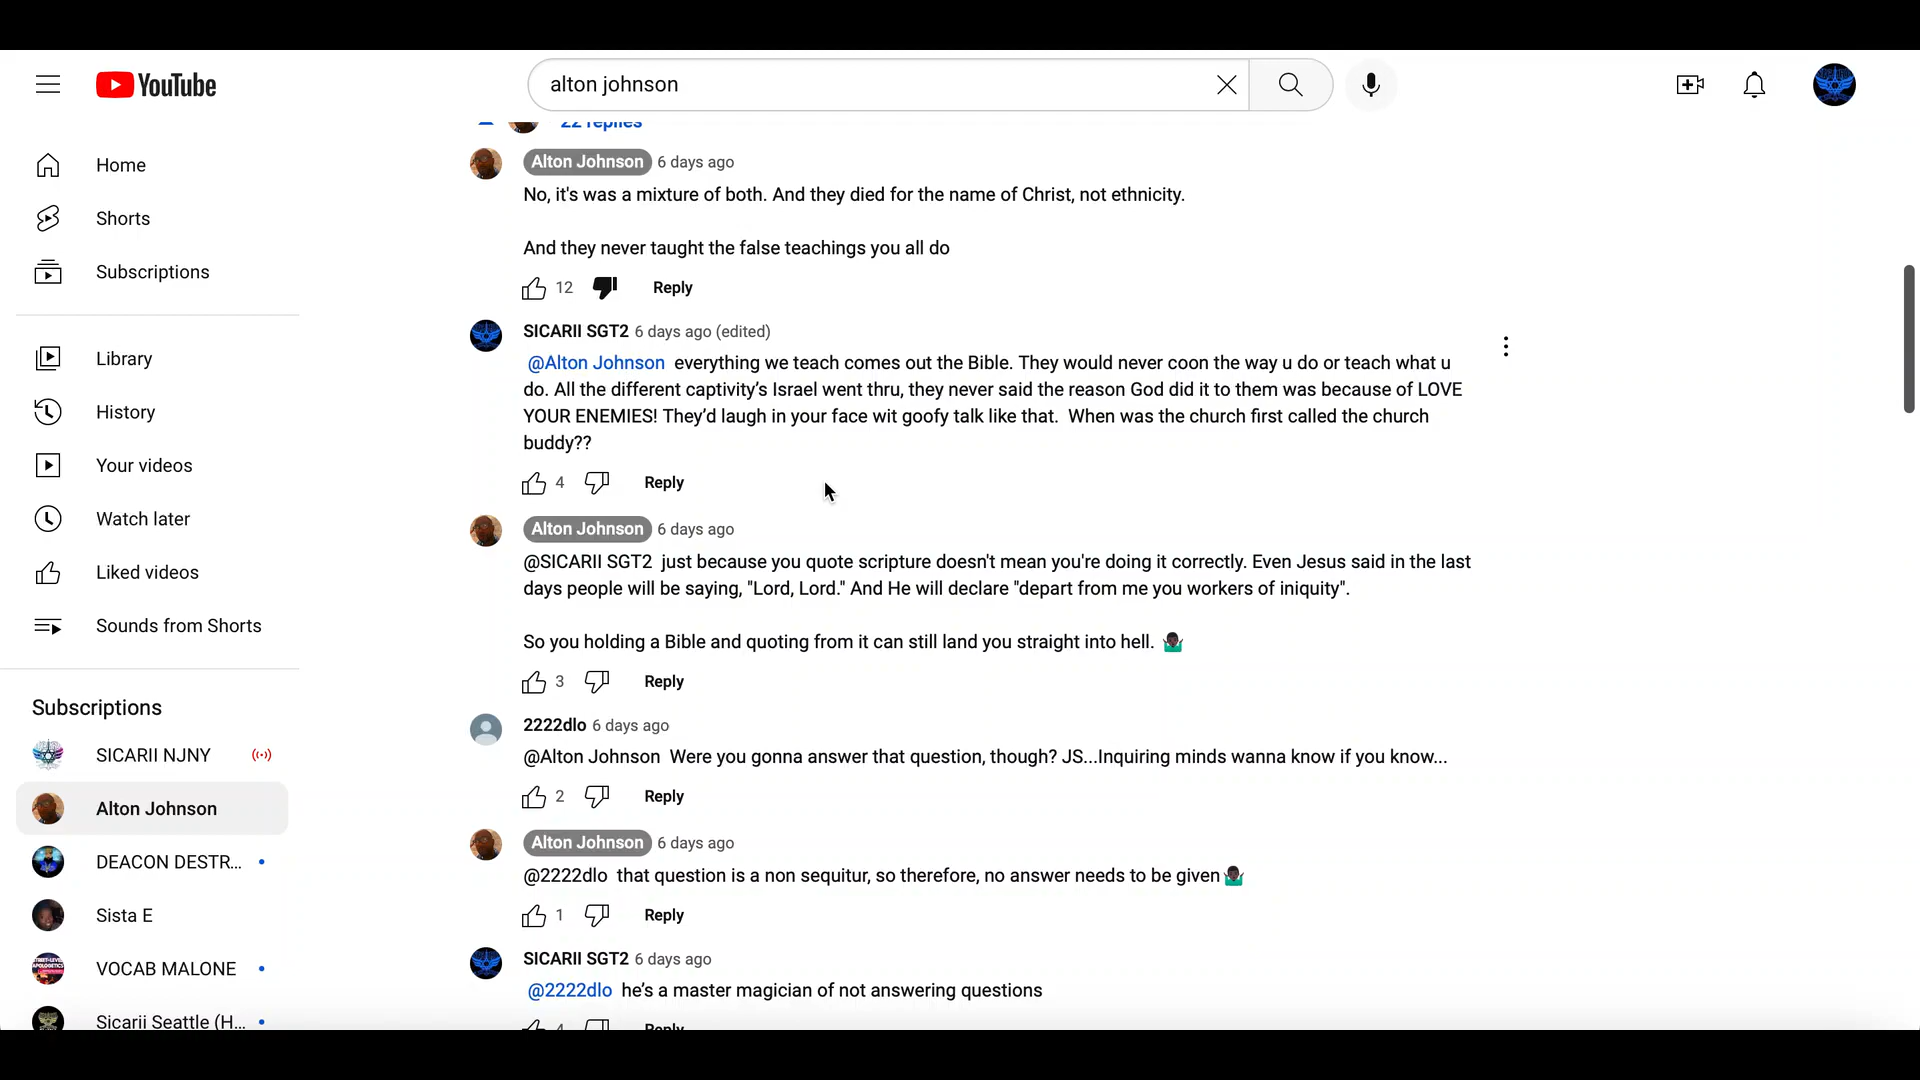 YouTube
alton johnson
22 replies
Home
Shorts
Subscriptions
Library
History
Your videos
Watch later
Liked videos
Sounds from Shorts
Subscriptions
SICARII NJNY
Alton Johnson
DEACON DESTR...
Sista E
VOCAB MALONE
Sicarii Seattle (H...
Alton Johnson 6 days ago
No, it's was a mixture of both. And they died for the name of Christ, not ethnicity.
And they never taught the false teachings you all do
12 Reply
SICARII SGT2 6 days ago (edited)
@Alton Johnson everything we teach comes out the Bible. They would never coon the way u do or teach what u
do. All the different captivity’s Israel went thru, they never said the reason God did it to them was because of LOVE
YOUR ENEMIES! They’d laugh in your face wit goofy talk like that. When was the church first called the church
buddy??
4 Reply
Alton Johnson 6 days ago
@SICARII SGT2 just because you quote scripture doesn't mean you're doing it correctly. Even Jesus said in the last
days people will be saying, "Lord, Lord." And He will declare "depart from me you workers of iniquity".
So you holding a Bible and quoting from it can still land you straight into hell. 🤷🏿‍♂️
3 Reply
2222dlo 6 days ago
@Alton Johnson Were you gonna answer that question, though? JS...Inquiring minds wanna know if you know...
2 Reply
Alton Johnson 6 days ago
@2222dlo that question is a non sequitur, so therefore, no answer needs to be given🤷🏿‍♂️
1 Reply
SICARII SGT2 6 days ago
@2222dlo he’s a master magician of not answering questions
4 Reply